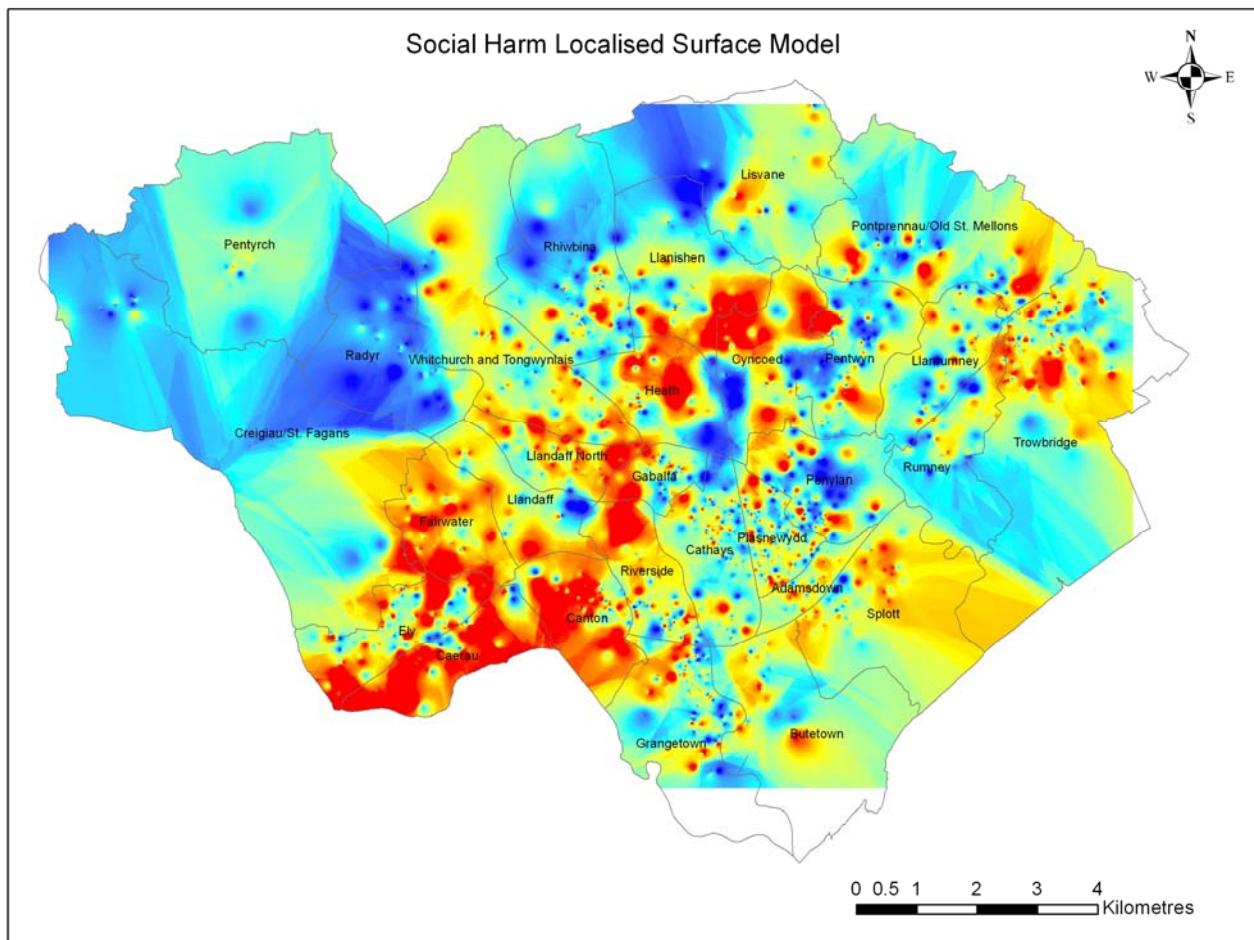 Social Harm Localised Surface Model
N
W E
S
Lisvane
Pontprennau/Old St. Mellons
Pentyrch
Rhiwbina
Llanishen
Radyr
Whitchurch and Tongwynlais
Cyncoed
Pentwyn
Llanrumney
Heath
Creigiau/St. Fagans
Trowbridge
Llandaff North
Gabalfa
Rumney
Penylan
Llandaff
Fairwater
Plasnewydd
Cathays
Riverside
Adamsdown
Splott
Canton
Ely
Caerau
Butetown
Grangetown
0 0.5 1 2 3 4
Kilometres